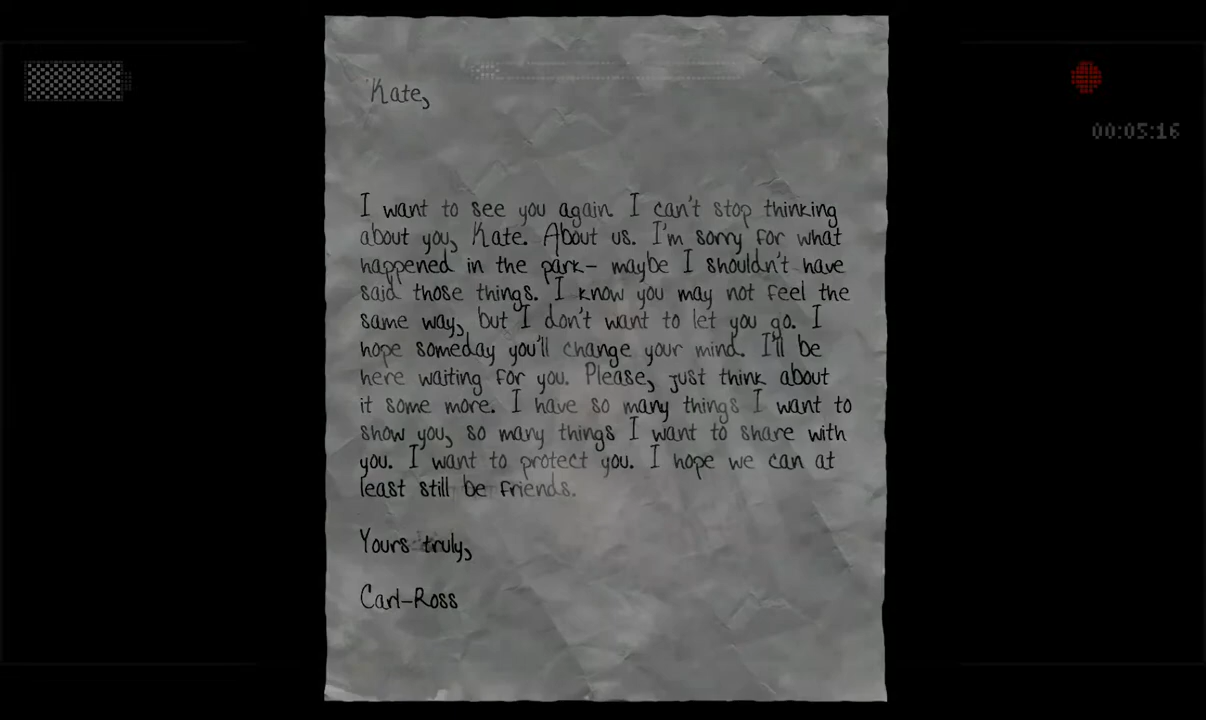 Kate,
00:05:16
I want to see you again. I can't stop thinking
about you, Kate. About us. I'm sorry for what
happened in the park- maybe I shouldn't have
said those things. I know you may not feel the
same way, but I don't want to let you go. I
hope someday you'll change your mind. I'll be
here waiting for you. Please, just think about
it some more. I have so many things I want to
show you, so many things I want to share with
you. I want to protect you. I hope we can at
least still be friends.
Yours truly,
Carl-Ross